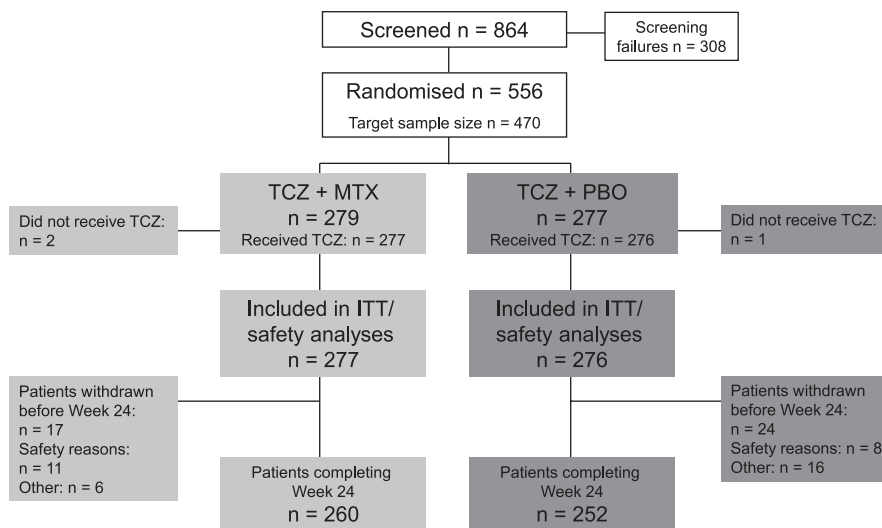 Screened n = 864
Screening
failures n = 308
Randomised n = 556
Target sample size n = 470
TCZ + MTX
n = 279
Received TCZ: n = 277
TCZ + PBO
n = 277
Received TCZ: n = 276
Did not receive TCZ:
n = 2
Did not receive TCZ:
n = 1
Included in ITT/
safety analyses
n = 277
Included in ITT/
safety analyses
n = 276
Patients withdrawn
before Week 24:
n = 17
Safety reasons:
n = 11
Other: n = 6
Patients withdrawn
before Week 24:
n = 24
Safety reasons: n = 8
Other: n = 16
Patients completing
Week 24
n = 260
Patients completing
Week 24
n = 252